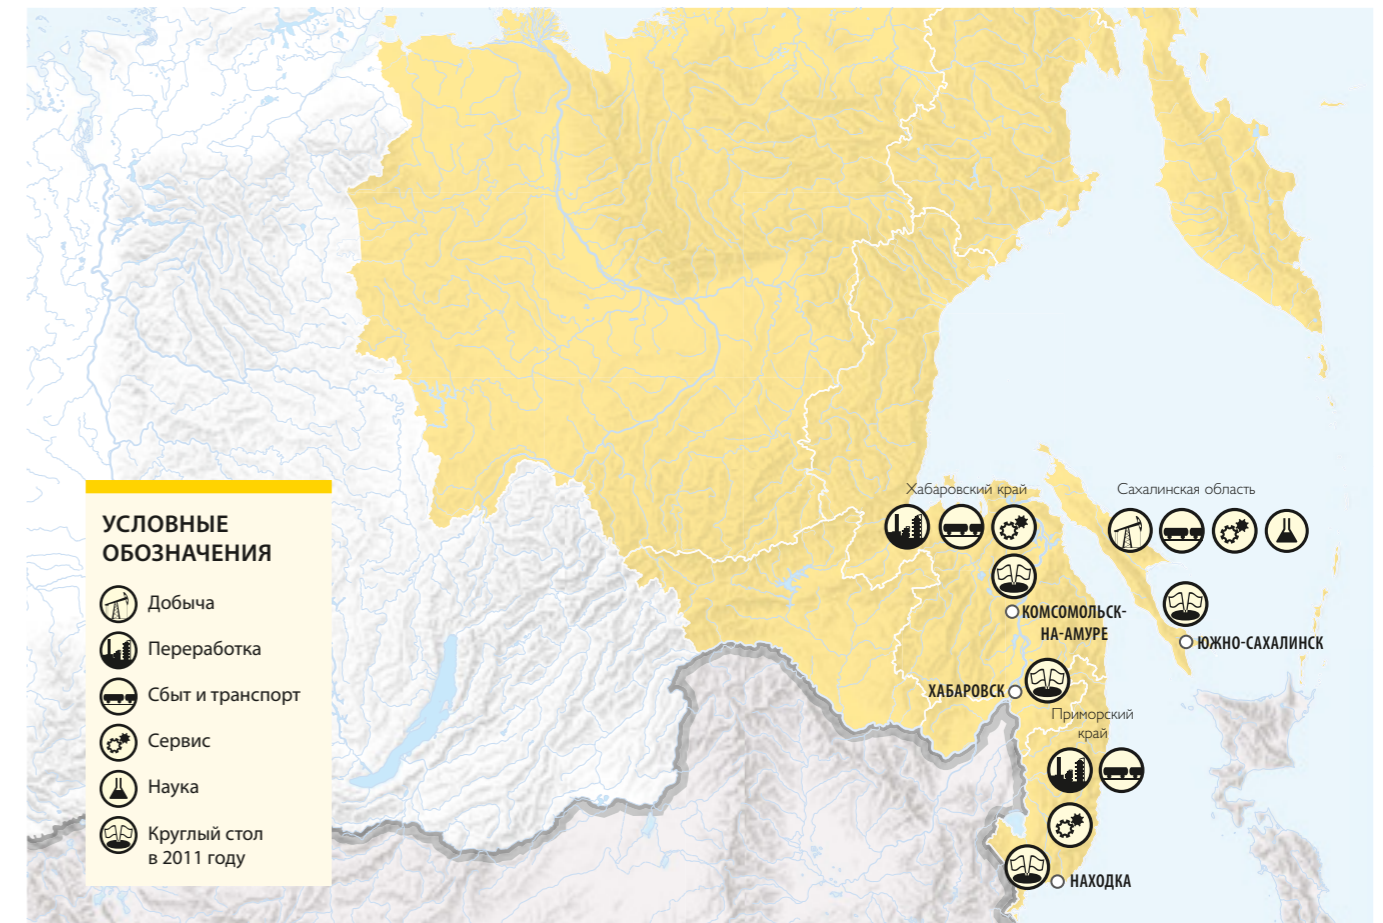 Хабаровский край
Сахалинская область
КОМСОМОЛЬСК-
НА-АМУРЕ
ЮЖНО-САХАЛИНСК
ХАБАРОВСК
Приморский
край
НАХОДКА
УСЛОВНЫЕ
ОБОЗНАЧЕНИЯ
Добыча
Переработка
Сбыт и транспорт
Сервис
Наука
Круглый стол
в 2011 году